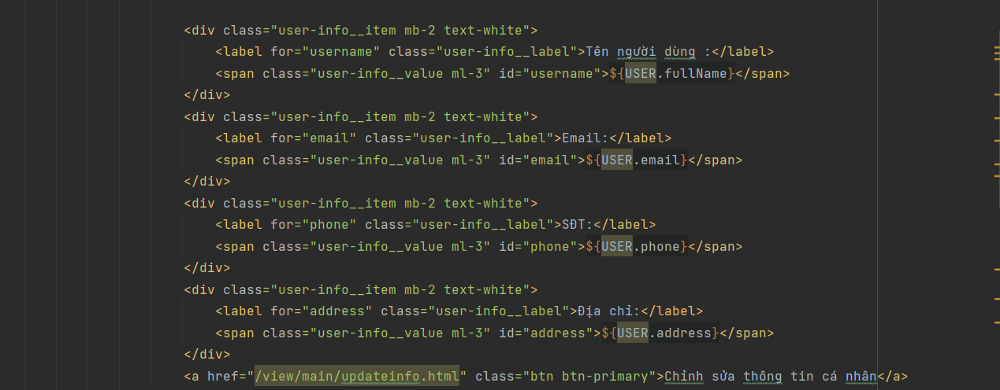 <div class="user-info__item mb-2 text-white">
<label for="username" class="user-info__label">Tên người dùng :</label>
<span class="user-info__value ml-3" id="username">${USER.fullName}</span>
</div>
<div class="user-info__item mb-2 text-white">
<label for="email" class="user-info__label">Email:</label>
<span class="user-info__value ml-3" id="email">${USER.email}</span>
</div>
<div class="user-info__item mb-2 text-white">
<label for="phone" class="user-info__label">SĐT:</label>
<span class="user-info__value ml-3" id="phone">${USER.phone}</span>
</div>
<div class="user-info__item mb-2 text-white">
<label for="address" class="user-info__label">Địa chỉ:</label>
<span class="user-info__value ml-3" id="address">${USER.address}</span>
</div>
<a href="/view/main/updateinfo.html" class="btn btn-primary">Chỉnh sửa thông tin cá nhân</a>